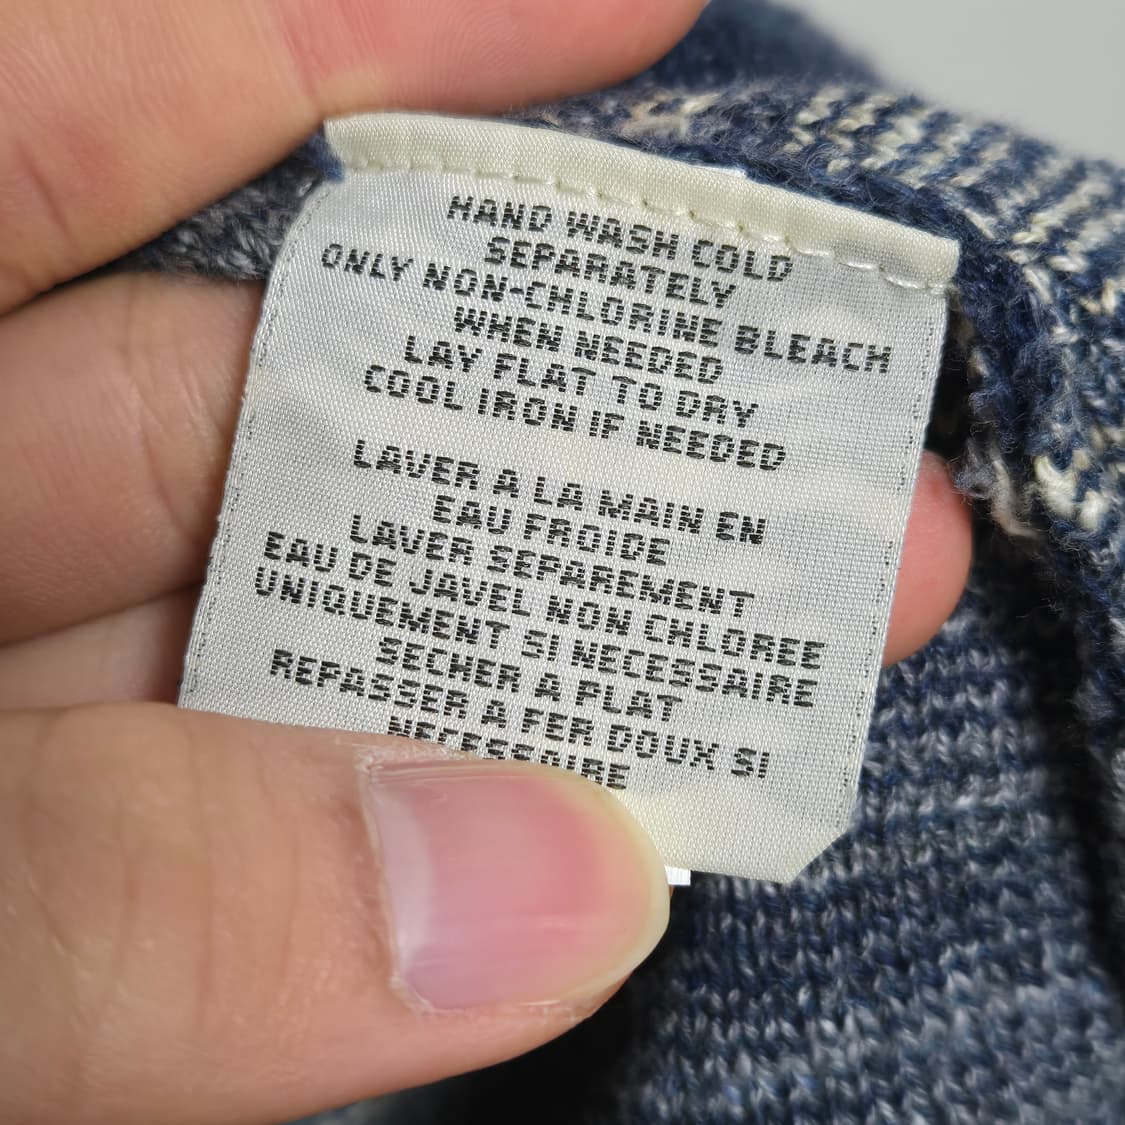 HAND WASH COLD
SEPARATELY
ONLY NON-CHLORINE BLEACH
WHEN NEEDED
LAY FLAT TO DRY
COOL IRON IF NEEDED
LAVER A LA MAIN EN
EAU FROIDE
LAVER SEPAREMENT
EAU DE JAVEL NON CHLOREE
UNIQUEMENT SI NECESSAIRE
SECHER A PLAT
REPASSER A FER DOUX SI
NECESSAIRE